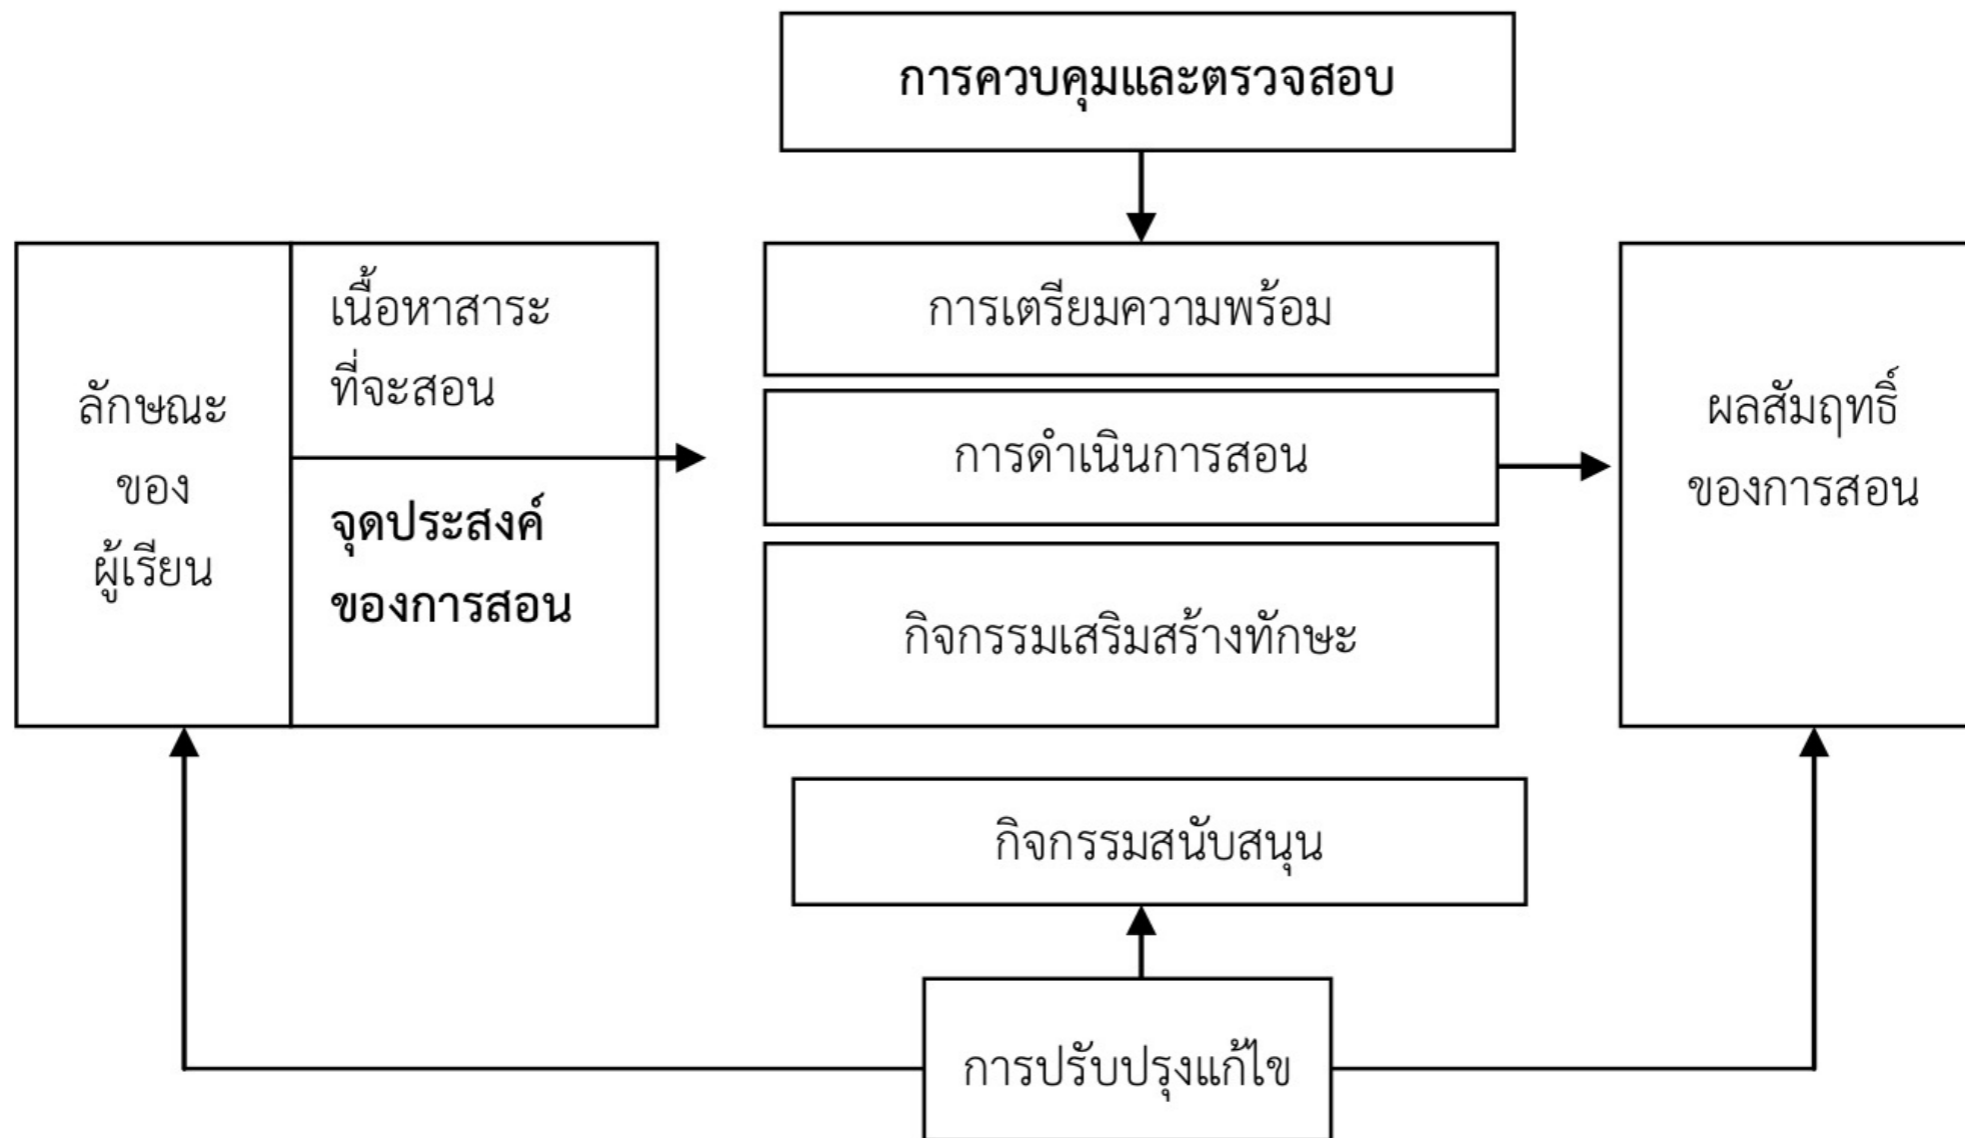 การควบคุมและตรวจสอบ
ลักษณะ
ของ
ผู้เรียน
เนื้อหาสาระ
ที่จะสอน
จุดประสงค์
ของการสอน
การเตรียมความพร้อม
การดำเนินการสอน
กิจกรรมเสริมสร้างทักษะ
ผลสัมฤทธิ์
ของการสอน
กิจกรรมสนับสนุน
การปรับปรุงแก้ไข